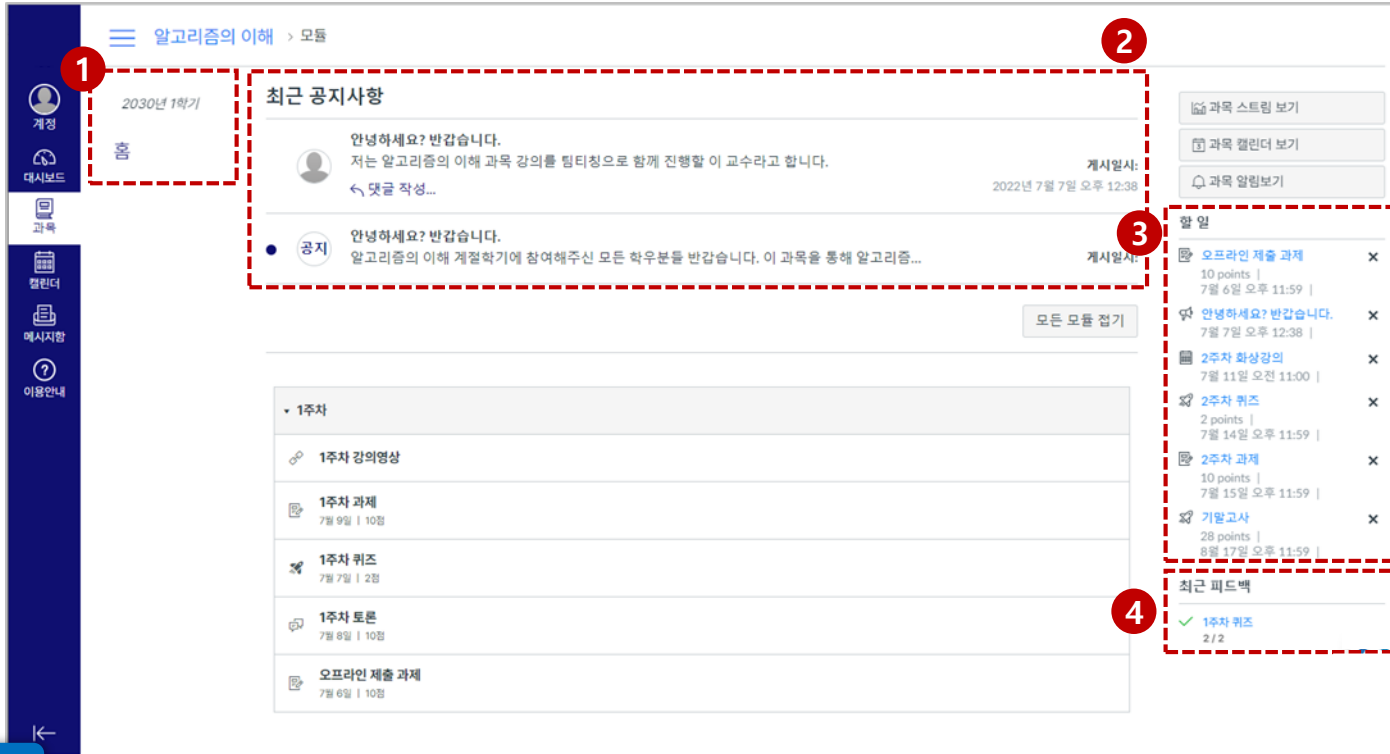 알고리즘의 이해 > 모듈
1
2
계정
대시보드
과목
캘린더
메시지함
이용안내
2030년 1학기
홈
최근 공지사항
안녕하세요? 반갑습니다.
저는 알고리즘의 이해 과목 강의를 팀티칭으로 함께 진행할 이 교수라고 합니다.
댓글 작성...
게시일시:
2022년 7월 7일 오후 12:38
공지
안녕하세요? 반갑습니다.
알고리즘의 이해 계절학기에 참여해주신 모든 학우분들 반갑습니다. 이 과목을 통해 알고리즘...
게시일시:
모든 모듈 접기
1주차
1주차 강의영상
1주차 과제
7월 9일 | 10점
1주차 퀴즈
7월 7일 | 2점
1주차 토론
7월 8일 | 10점
오프라인 제출 과제
7월 6일 | 10점
과목 스트림 보기
과목 캘린더 보기
과목 알림보기
3
할 일
오프라인 제출 과제
10 points |
7월 6일 오후 11:59 |
안녕하세요? 반갑습니다.
7월 7일 오후 12:38 |
2주차 화상강의
7월 11일 오전 11:00 |
2주차 퀴즈
2 points |
7월 14일 오후 11:59 |
2주차 과제
10 points |
7월 15일 오후 11:59 |
기말고사
28 points |
8월 17일 오후 11:59 |
4
최근 피드백
1주차 퀴즈
2 / 2